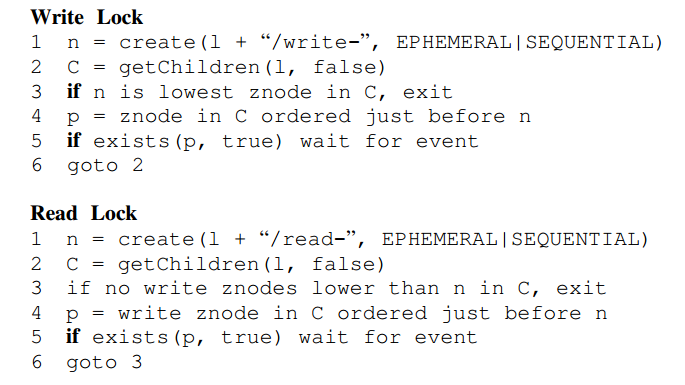 Write Lock
1 n = create(l + “/write-”, EPHEMERAL|SEQUENTIAL)
2 C = getChildren(l, false)
3 if n is lowest znode in C, exit
4 p = znode in C ordered just before n
5 if exists(p, true) wait for event
6 goto 2
Read Lock
1 n = create(l + “/read-”, EPHEMERAL|SEQUENTIAL)
2 C = getChildren(l, false)
3 if no write znodes lower than n in C, exit
4 p = write znode in C ordered just before n
5 if exists(p, true) wait for event
6 goto 3